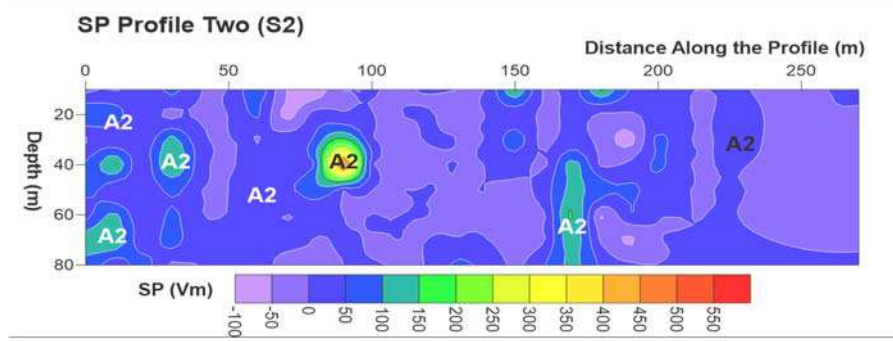 SP Profile Two (S2)
Distance Along the Profile (m)
0 50 100 150 200 250
Depth (m)
20
40
60
80
A2
A2
A2
A2
A2
A2
A2
SP (Vm)
-100 -50 0 50 100 150 200 250 300 350 400 450 500 550